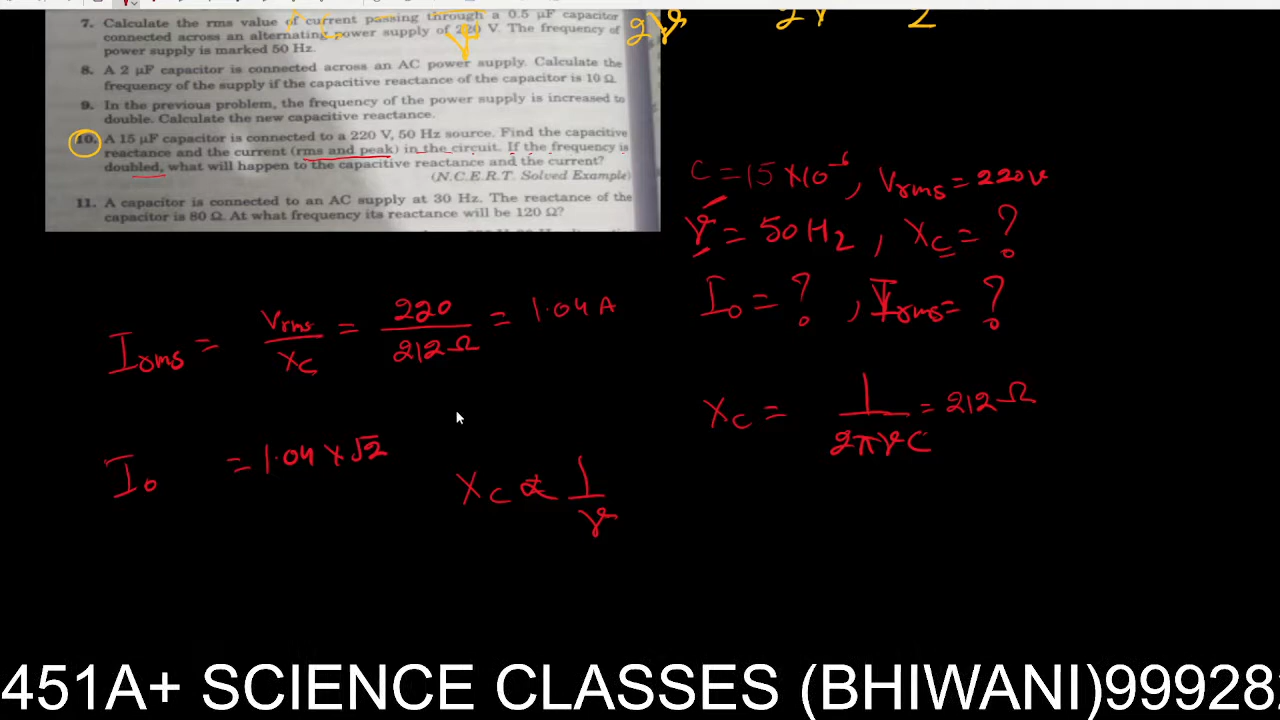 7. Calculate the rms value of current passing through a 0.5 µF capacitor
connected across an alternating power supply of 220 V. The frequency of
power supply is marked 50 Hz.
8. A 2 µF capacitor is connected across an AC power supply. Calculate the
frequency of the supply if the capacitive reactance of the capacitor is 10 Ω.
9. In the previous problem, the frequency of the power supply is increased to
double. Calculate the new capacitive reactance.
10. A 15 µF capacitor is connected to a 220 V, 50 Hz source. Find the capacitive
reactance and the current (rms and peak) in the circuit. If the frequency is
doubled, what will happen to the capacitive reactance and the current?
(N.C.E.R.T. Solved Example)
11. A capacitor is connected to an AC supply at 30 Hz. The reactance of the
capacitor is 80 Ω. At what frequency its reactance will be 120 Ω?
C = 15 × 10⁻⁶, Vrms = 220V
ν = 50 Hz, Xc = ?
I₀ = ?, Irms = ?
Irms = Vrms/Xc = 220/212Ω = 1.04 A
Xc = 1/2πνC = 212 Ω
I₀ = 1.04 × √2
Xc ∝ 1/ν
451A+ SCIENCE CLASSES (BHIWANI)99928